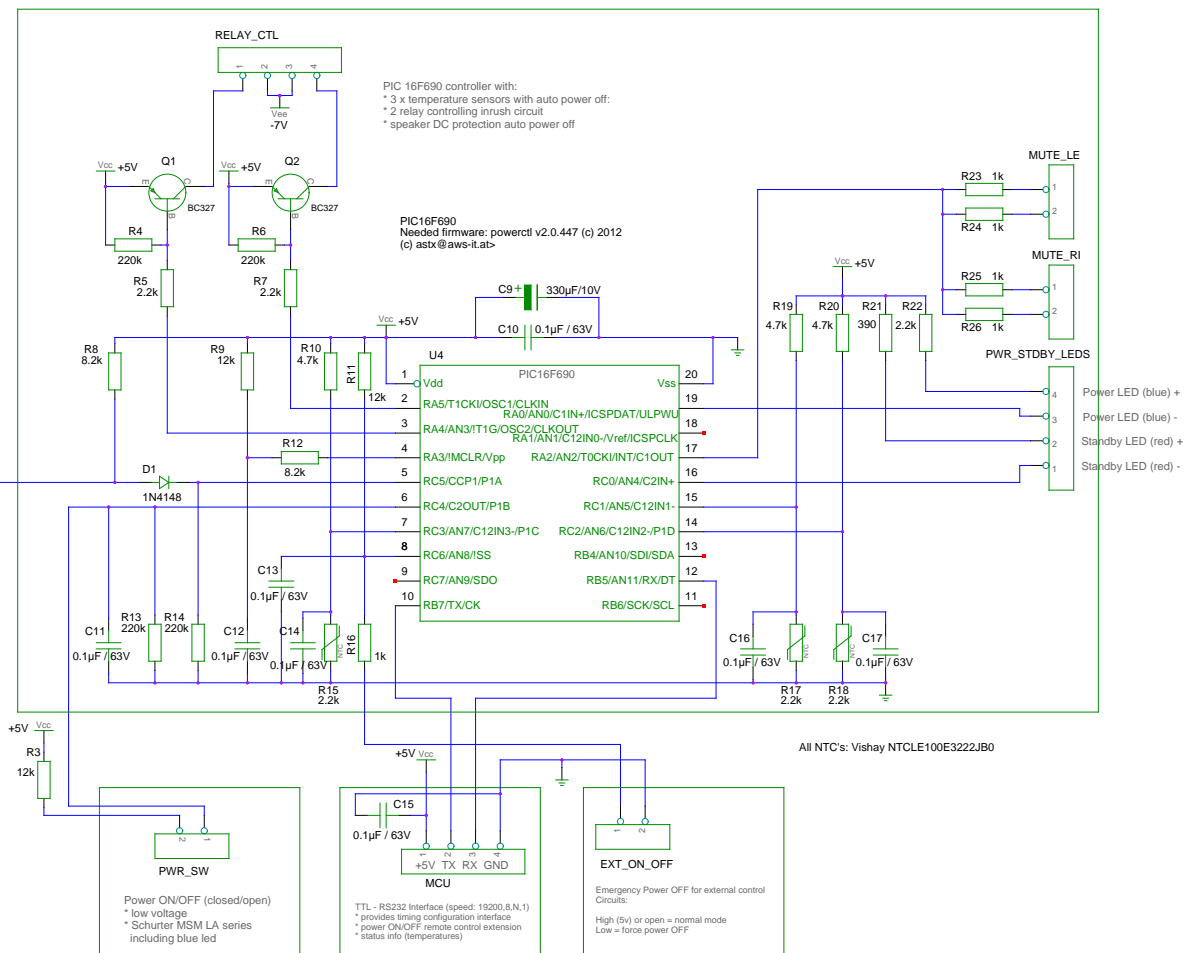 RELAY_CTL
1 2 3 4
Vee
-7V
PIC 16F690 controller with:
* 3 x temperature sensors with auto power off:
* 2 relay controlling inrush circuit
* speaker DC protection auto power off
Vcc +5V
Q1
E C
B
BC327
Vcc +5V
Q2
E C
B
BC327
R4
220k
R6
220k
R5
2.2k
R7
2.2k
PIC16F690
Needed firmware: powerctl v2.0.447 (c) 2012
(c) astx@aws-it.at>
MUTE_LE
R23 1k
1
2
R24 1k
MUTE_RI
R25 1k
1
2
R26 1k
C9 + 330µF/10V
C10 0.1µF / 63V
Vcc +5V
Vcc +5V
R19
4.7k
R20
4.7k
R21
390
R22
2.2k
R8
8.2k
R9
12k
R10
4.7k
R11
12k
PWR_STDBY_LEDS
4 Power LED (blue) +
3 Power LED (blue) -
2 Standby LED (red) +
1 Standby LED (red) -
U4
PIC16F690
1 Vdd
2 RA5/T1CKI/OSC1/CLKIN
3 RA4/AN3/!T1G/OSC2/CLKOUT
4 RA3/!MCLR/Vpp
5 RC5/CCP1/P1A
6 RC4/C2OUT/P1B
7 RC3/AN7/C12IN3-/P1C
8 RC6/AN8/!SS
9 RC7/AN9/SDO
10 RB7/TX/CK
Vss 20
RA0/AN0/C1IN+/ICSPDAT/ULPWU 19
RA1/AN1/C12IN0-/Vref/ICSPCLK 18
RA2/AN2/T0CKI/INT/C1OUT 17
RC0/AN4/C2IN+ 16
RC1/AN5/C12IN1- 15
RC2/AN6/C12IN2-/P1D 14
RB4/AN10/SDI/SDA 13
RB5/AN11/RX/DT 12
RB6/SCK/SCL 11
R12
8.2k
D1
1N4148
C13
0.1µF / 63V
C11
0.1µF / 63V
R13
220k
R14
220k
C12
0.1µF / 63V
C14
0.1µF / 63V
NTC
R15
2.2k
R16
1k
C16
0.1µF / 63V
NTC
R17
2.2k
NTC
R18
2.2k
C17
0.1µF / 63V
All NTC's: Vishay NTCLE100E3222JB0
+5V Vcc
R3
12k
2 1
PWR_SW
Power ON/OFF (closed/open)
* low voltage
* Schurter MSM LA series
including blue led
+5V Vcc
C15
0.1µF / 63V
1 2 3 4
+5V TX RX GND
MCU
TTL - RS232 Interface (speed: 19200,8,N,1)
* provides timing configuration interface
* power ON/OFF remote control extension
* status info (temperatures)
1 2
EXT_ON_OFF
Emergency Power OFF for external control
Circuits:
High (5v) or open = normal mode
Low = force power OFF